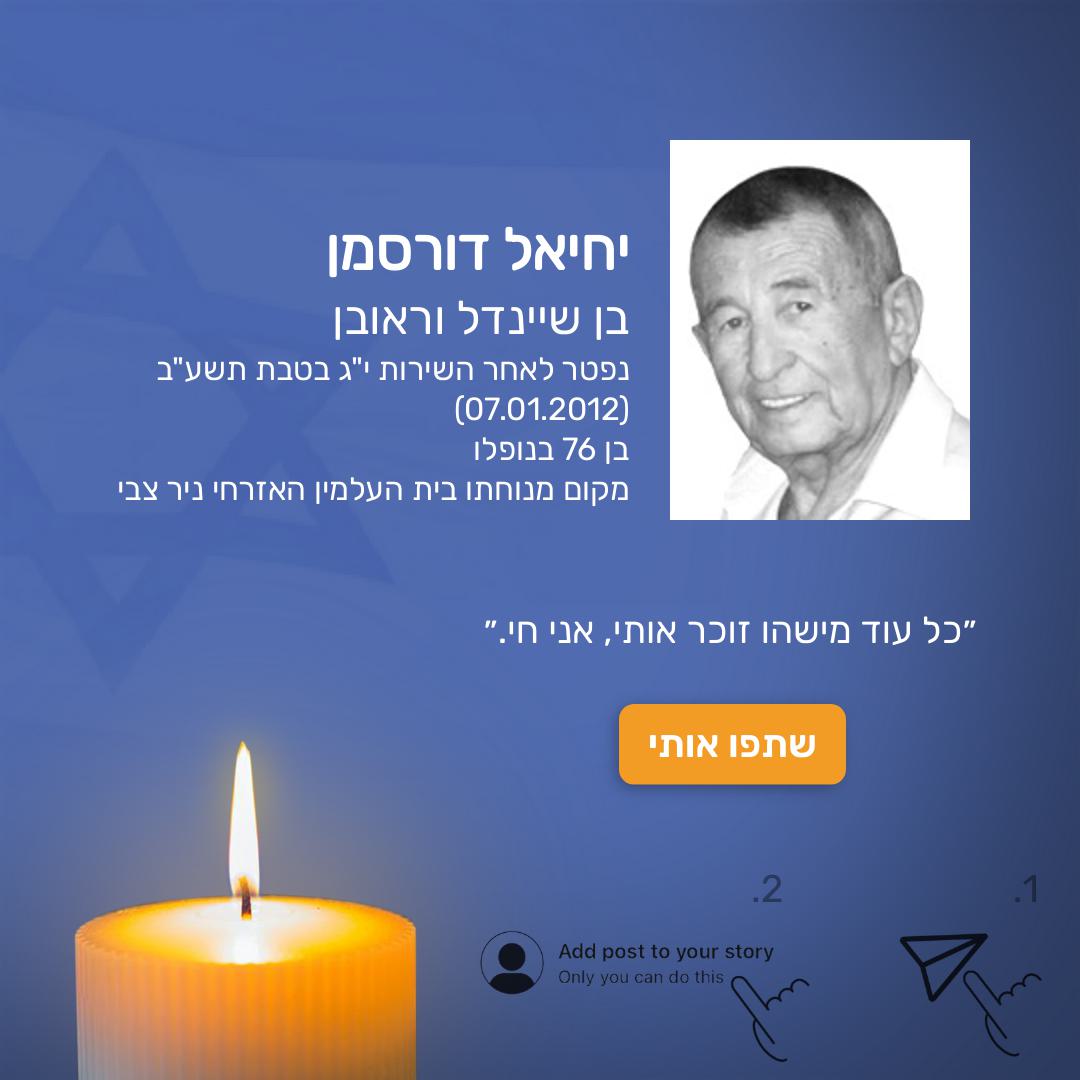 יחיאל דורסמן
בן שיינדל וראובן
נפטר לאחר השירות י"ג בטבת תשע"ב
(07.01.2012)
בן 76 בנופלו
מקום מנוחתו בית העלמין האזרחי ניר צבי
״כל עוד מישהו זוכר אותי, אני חי.״
שתפו אותי
1.
2.
Add post to your story
Only you can do this